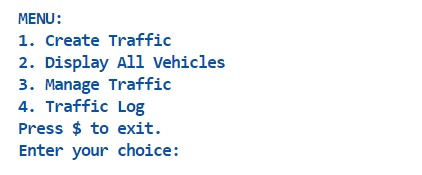 MENU:
1. Create Traffic
2. Display All Vehicles
3. Manage Traffic
4. Traffic Log
Press $ to exit.
Enter your choice: